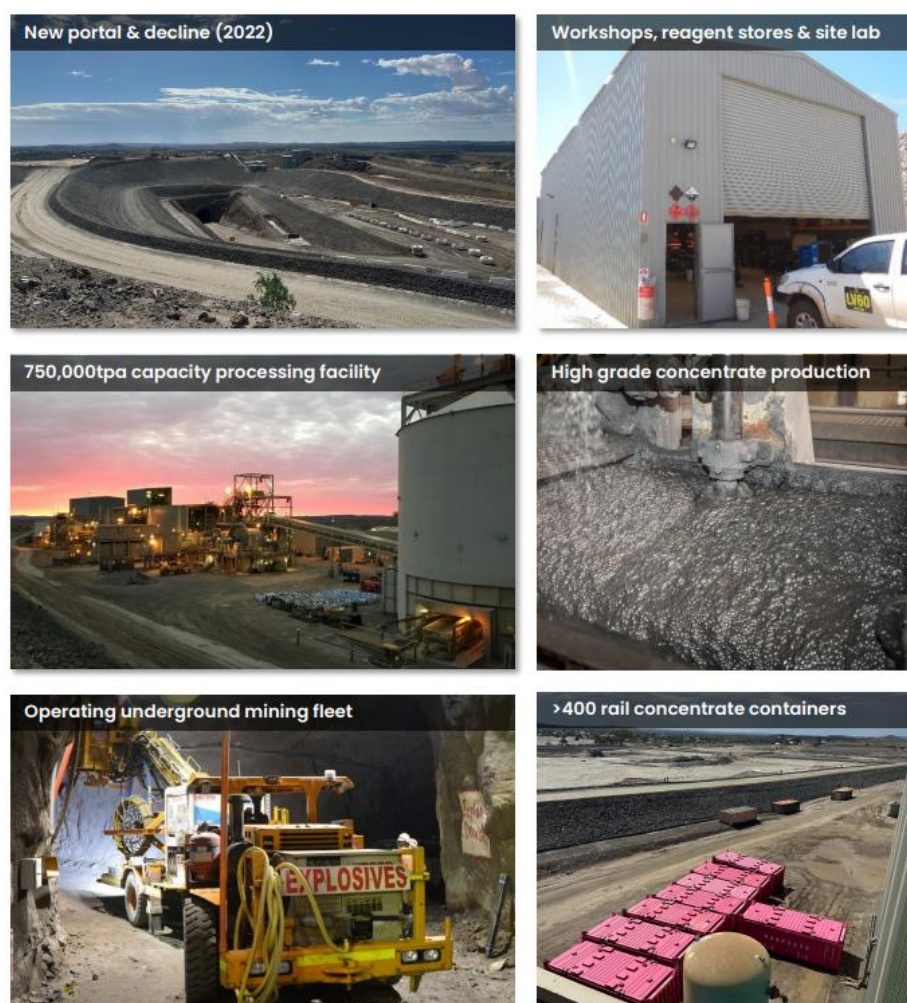 New portal & decline (2022)
Workshops, reagent stores & site lab
LV60
750,000tpa capacity processing facility
High grade concentrate production
Operating underground mining fleet
EXPLOSIVES
>400 rail concentrate containers